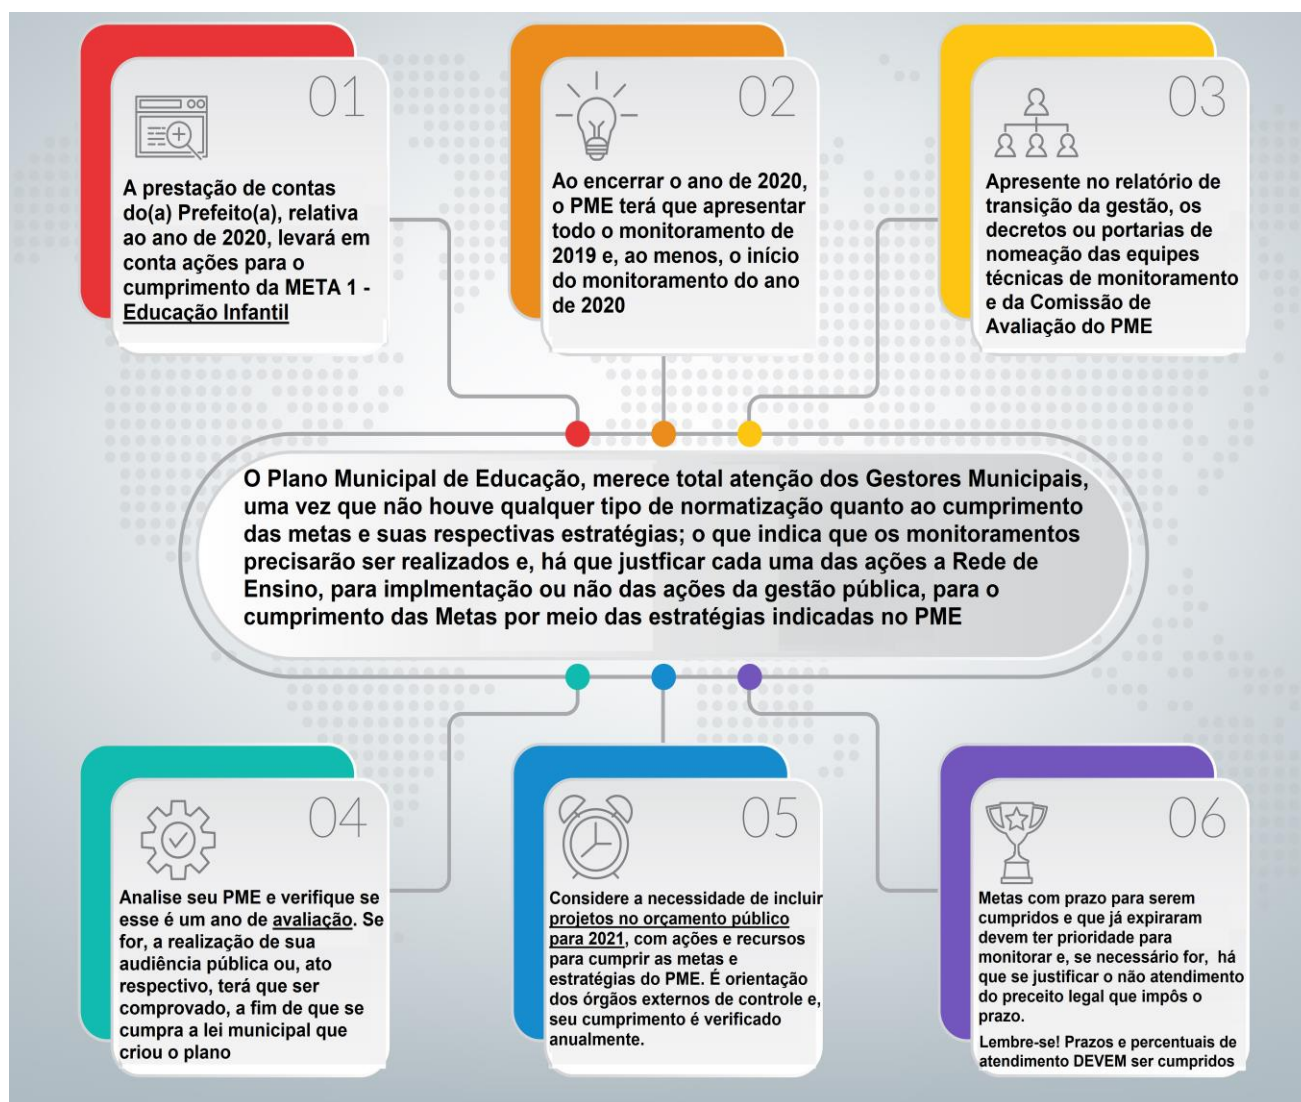 01
A prestação de contas
do(a) Prefeito(a), relativa
ao ano de 2020, levará em
conta ações para o
cumprimento da META 1 -
Educação Infantil
02
Ao encerrar o ano de 2020,
o PME terá que apresentar
todo o monitoramento de
2019 e, ao menos, o início
do monitoramento do ano
de 2020
03
Apresente no relatório de
transição da gestão, os
decretos ou portarias de
nomeação das equipes
técnicas de monitoramento
e da Comissão de
Avaliação do PME
O Plano Municipal de Educação, merece total atenção dos Gestores Municipais,
uma vez que não houve qualquer tipo de normatização quanto ao cumprimento
das metas e suas respectivas estratégias; o que indica que os monitoramentos
precisarão ser realizados e, há que justficar cada uma das ações a Rede de
Ensino, para implmentação ou não das ações da gestão pública, para o
cumprimento das Metas por meio das estratégias indicadas no PME
04
Analise seu PME e verifique se
esse é um ano de avaliação. Se
for, a realização de sua
audiência pública ou, ato
respectivo, terá que ser
comprovado, a fim de que se
cumpra a lei municipal que
criou o plano
05
Considere a necessidade de incluir
projetos no orçamento público
para 2021, com ações e recursos
para cumprir as metas e
estratégias do PME. É orientação
dos órgãos externos de controle e,
seu cumprimento é verificado
anualmente.
06
Metas com prazo para serem
cumpridos e que já expiraram
devem ter prioridade para
monitorar e, se necessário for, há
que se justificar o não atendimento
do preceito legal que impôs o
prazo.
Lembre-se! Prazos e percentuais de
atendimento DEVEM ser cumpridos